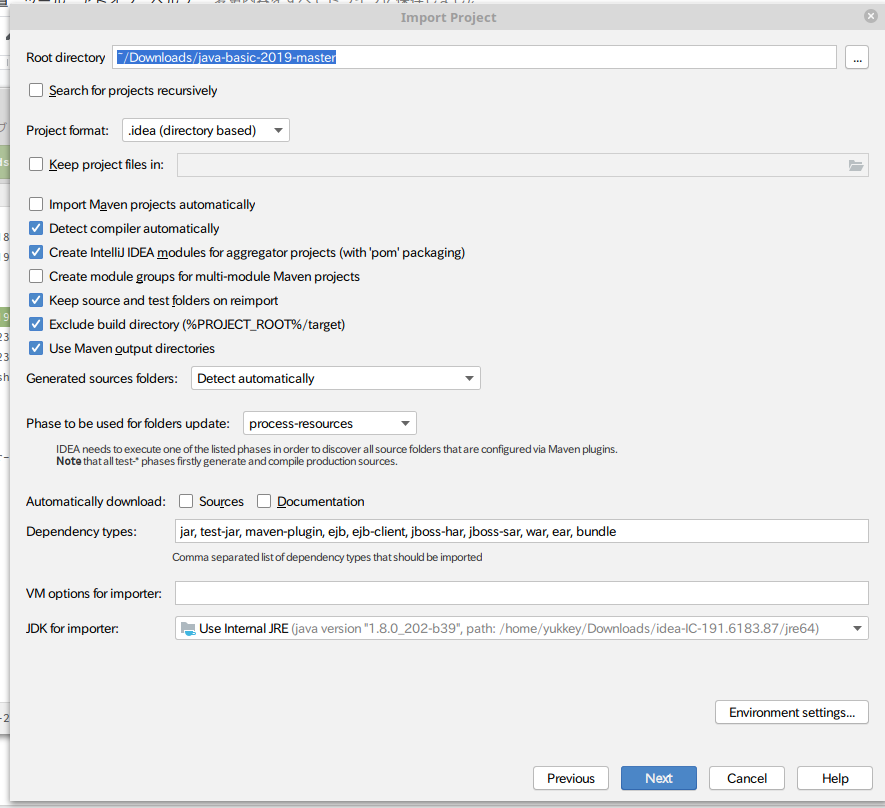 Import Project
Root directory ~/Downloads/java-basic-2019-master ...
Search for projects recursively
Project format: .idea (directory based)
Keep project files in:
Import Maven projects automatically
Detect compiler automatically
Create IntelliJ IDEA modules for aggregator projects (with 'pom' packaging)
Create module groups for multi-module Maven projects
Keep source and test folders on reimport
Exclude build directory (%PROJECT_ROOT%/target)
Use Maven output directories
Generated sources folders: Detect automatically
Phase to be used for folders update: process-resources
IDEA needs to execute one of the listed phases in order to discover all source folders that are configured via Maven plugins.
Note that all test-* phases firstly generate and compile production sources.
Automatically download: Sources Documentation
Dependency types: jar, test-jar, maven-plugin, ejb, ejb-client, jboss-har, jboss-sar, war, ear, bundle
Comma separated list of dependency types that should be imported
VM options for importer:
JDK for importer: Use Internal JRE (java version "1.8.0_202-b39", path: /home/yukkey/Downloads/idea-IC-191.6183.87/jre64)
Environment settings...
Previous Next Cancel Help